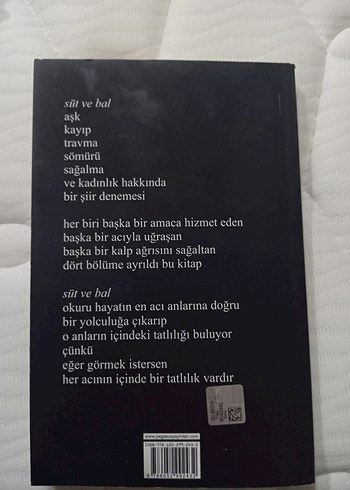 süt ve bal
aşk
kayıp
travma
sömürü
sağalma
ve kadınlık hakkında
bir şiir denemesi
her biri başka bir amaca hizmet eden
başka bir acıyla uğraşan
başka bir kalp ağrısını sağaltan
dört bölüme ayrıldı bu kitap
süt ve bal
okuru hayatın en acı anlarına doğru
bir yolculuğa çıkarıp
o anların içindeki tatlılığı buluyor
çünkü
eğer görmek istersen
her acının içinde bir tatlılık vardır